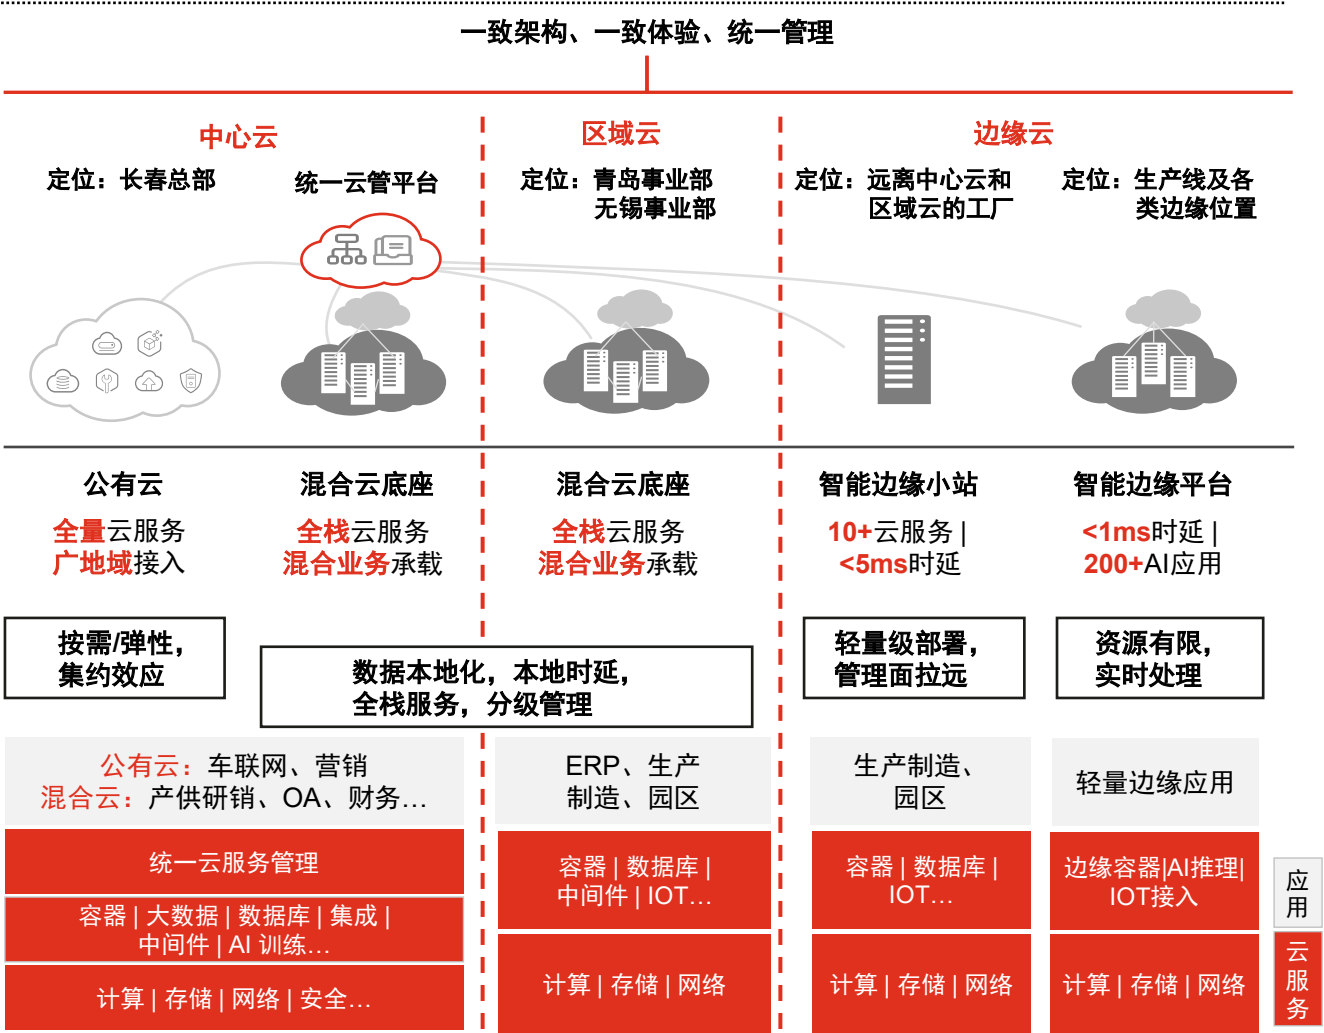 一致架构、一致体验、统一管理
中心云
区域云
边缘云
定位：长春总部
统一云管平台
定位：青岛事业部
无锡事业部
定位：远离中心云和
区域云的工厂
定位：生产线及各
类边缘位置
公有云
混合云底座
混合云底座
智能边缘小站
智能边缘平台
全量云服务
广地域接入
全栈云服务
混合业务承载
全栈云服务
混合业务承载
10+云服务 |
<5ms时延
<1ms时延 |
200+AI应用
按需/弹性，
集约效应
数据本地化，本地时延，
全栈服务，分级管理
轻量级部署，
管理面拉远
资源有限，
实时处理
公有云：车联网、营销
混合云：产供研销、OA、财务…
ERP、生产
制造、园区
生产制造、
园区
轻量边缘应用
统一云服务管理
容器 | 大数据 | 数据库 | 集成 |
中间件 | AI 训练…
计算 | 存储 | 网络 | 安全…
容器 | 数据库 |
中间件 | IOT…
计算 | 存储 | 网络
容器 | 数据库 |
IOT…
计算 | 存储 | 网络
边缘容器|AI推理|
IOT接入
计算 | 存储 | 网络
应
用
云
服
务